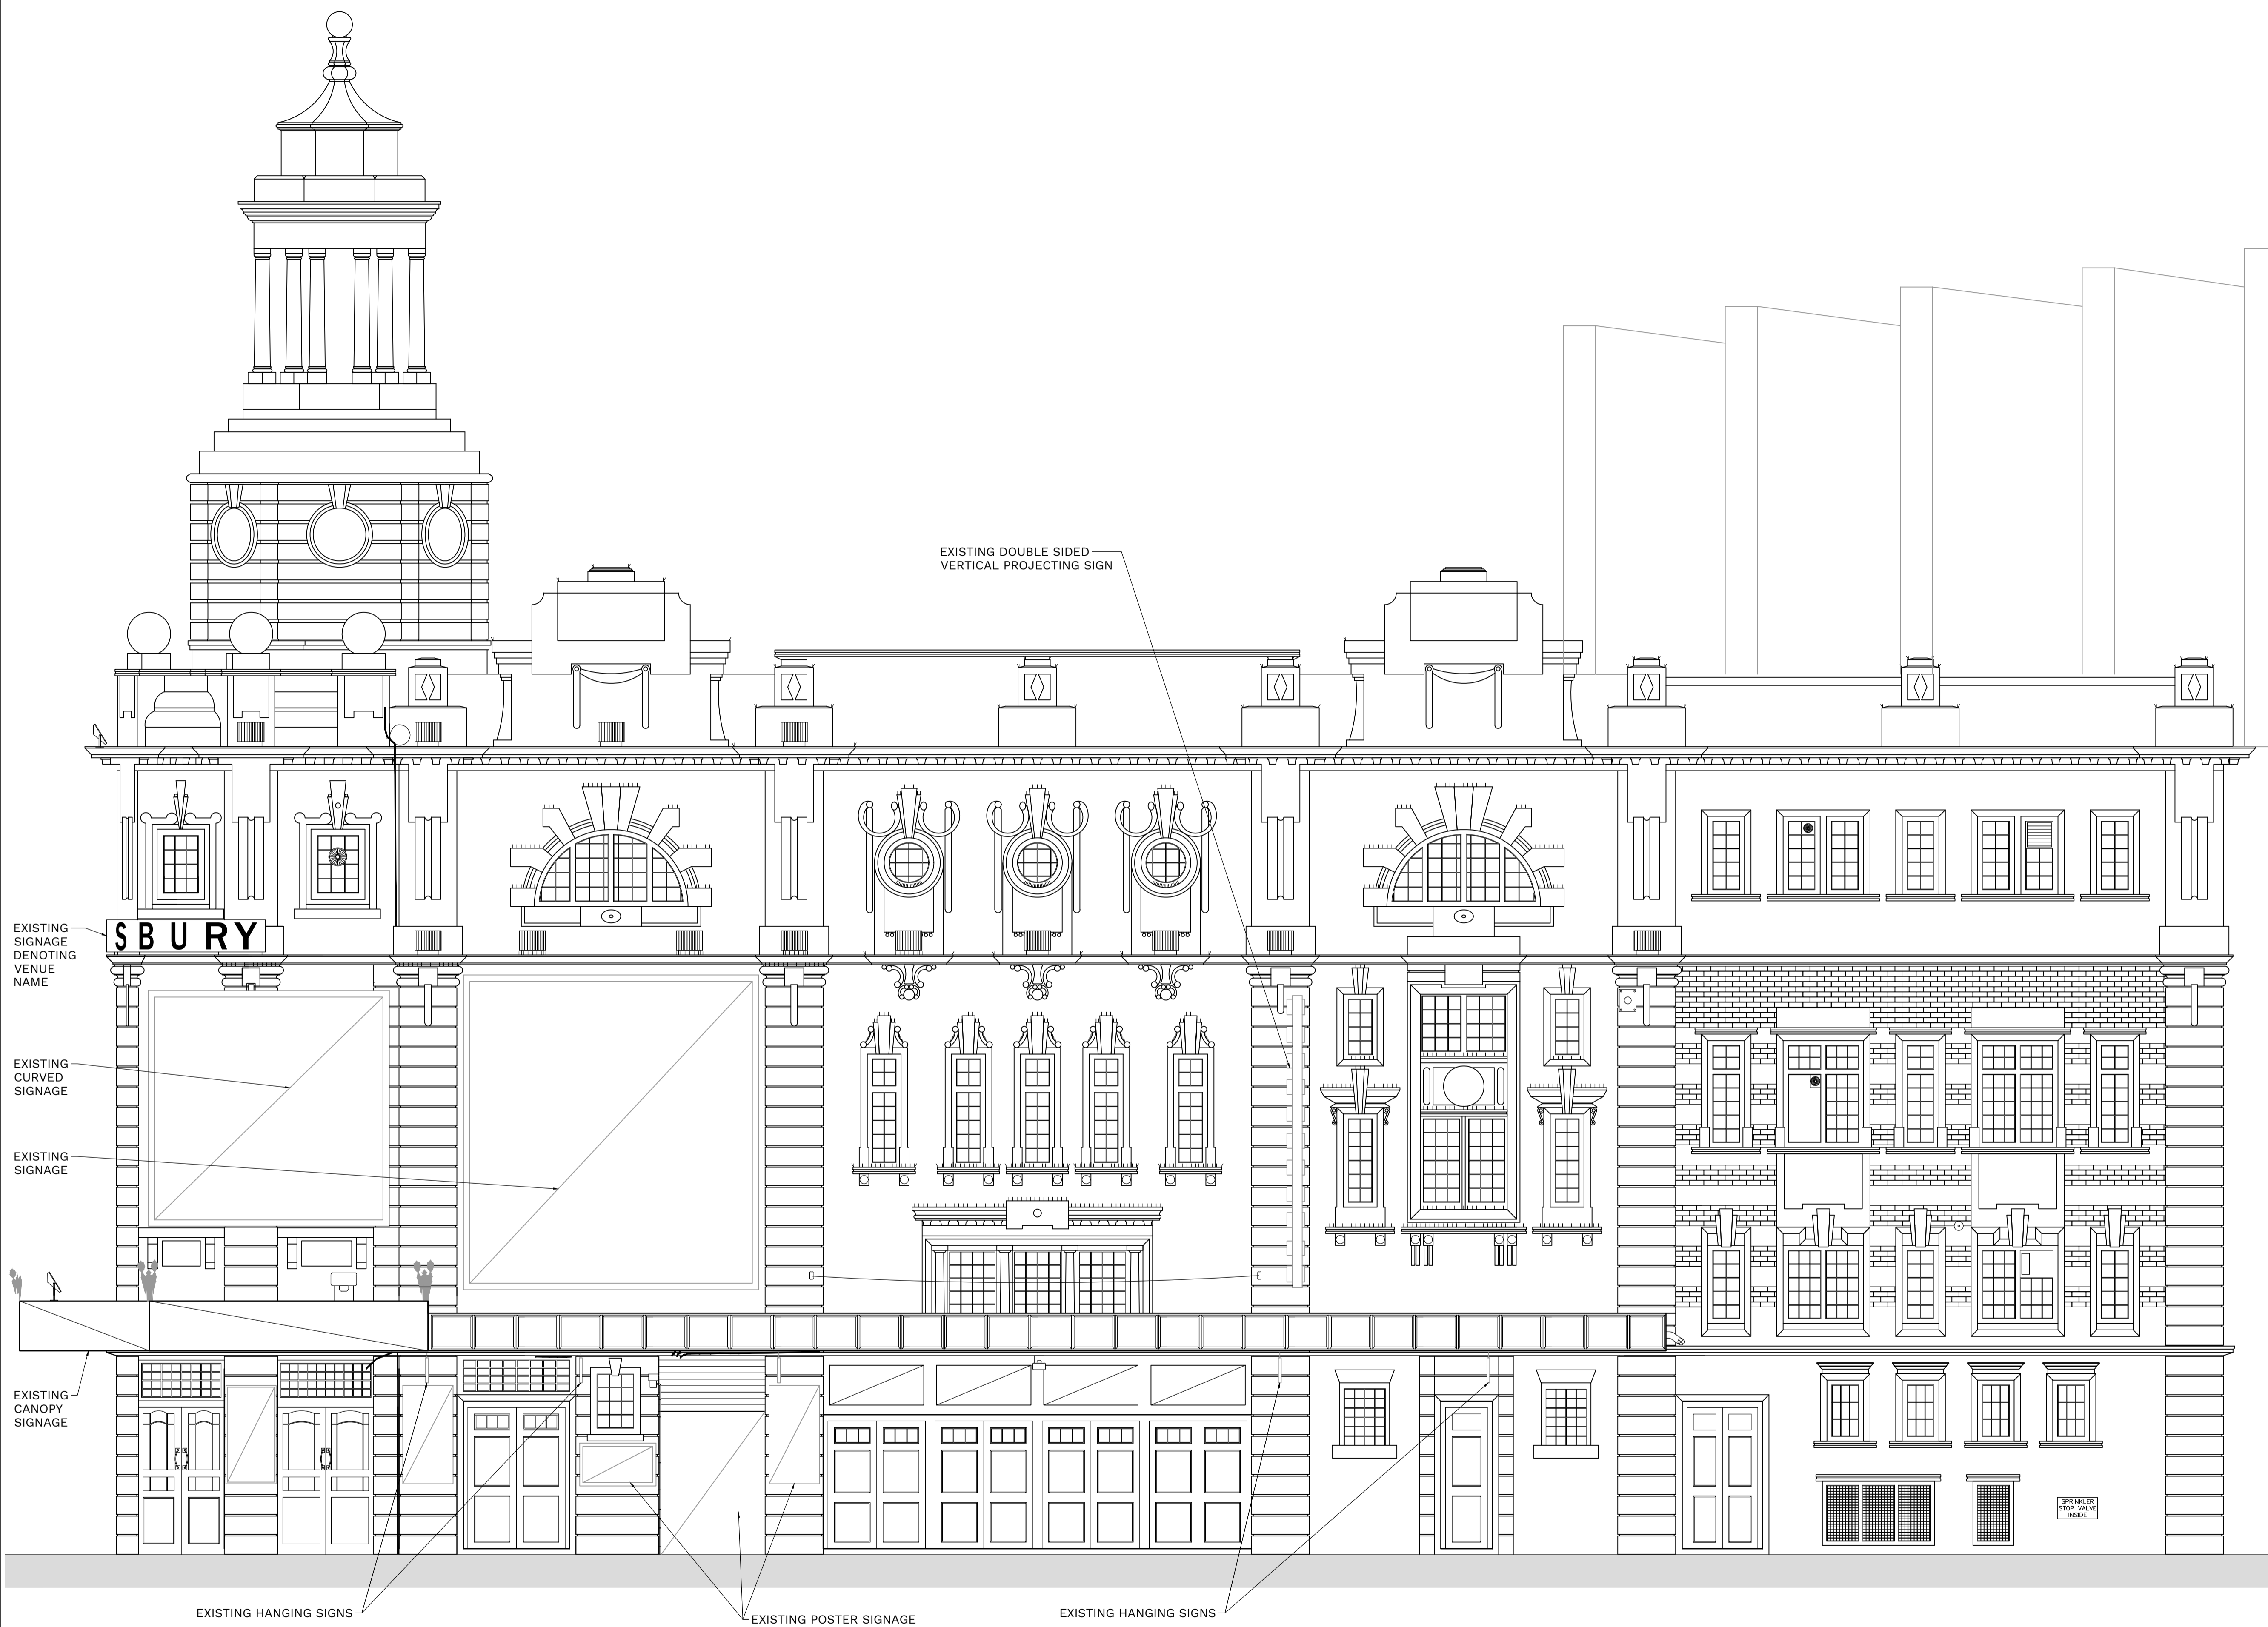 EXISTING DOUBLE SIDED
VERTICAL PROJECTING SIGN
SBURY
EXISTING
SIGNAGE
DENOTING
VENUE
NAME
EXISTING
CURVED
SIGNAGE
EXISTING
SIGNAGE
EXISTING
CANOPY
SIGNAGE
SPRINKLER
STOP VALVE
INSIDE
EXISTING HANGING SIGNS
EXISTING POSTER SIGNAGE
EXISTING HANGING SIGNS